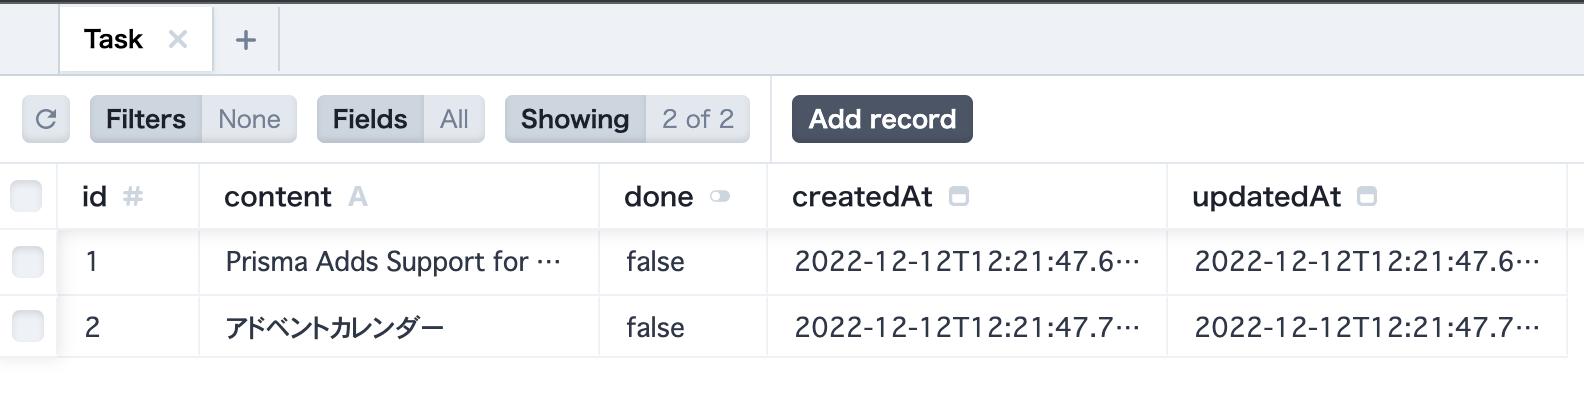 Task
Filters None Fields All Showing 2 of 2 Add record
id # content A done createdAt updatedAt
1 Prisma Adds Support for ··· false 2022-12-12T12:21:47.6··· 2022-12-12T12:21:47.6···
2 アドベントカレンダー false 2022-12-12T12:21:47.7··· 2022-12-12T12:21:47.7···